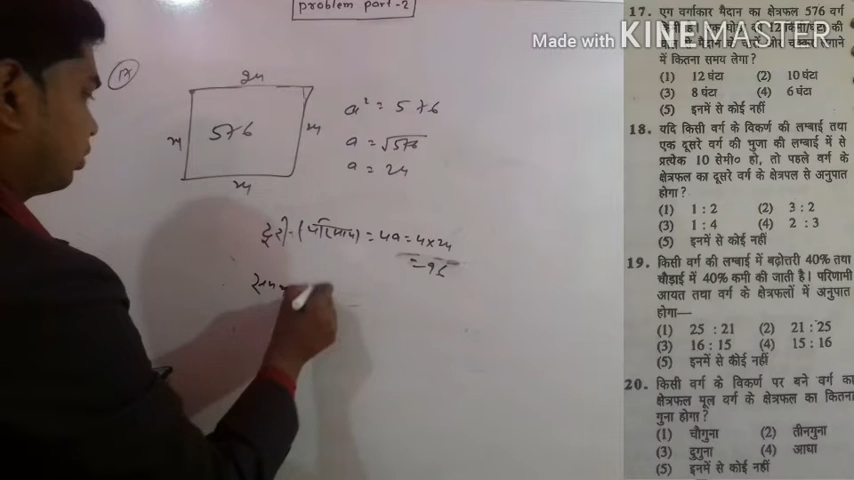 problem part-2
Made with KINEMASTER
17
24
576
24
24
24
a² = 576
a = √576
a = 24
दूरी - (परिमाप) = 4a = 4x24
= 96
समय
17. एग वर्गाकार मैदान का क्षेत्रफल 576 वर्ग
में कितना समय लेगा?
(1) 12 घंटा (2) 10 घंटा
(3) 8 घंटा (4) 6 घंटा
(5) इनमें से कोई नहीं
18. यदि किसी वर्ग के विकर्ण की लम्बाई तथा
एक दूसरे वर्ग की भुजा की लम्बाई में से
प्रत्येक 10 सेमी० हो, तो पहले वर्ग के
क्षेत्रफल का दूसरे वर्ग के क्षेत्रपल से अनुपात
होगा?
(1) 1 : 2 (2) 3 : 2
(3) 1 : 4 (4) 2 : 3
(5) इनमें से कोई नहीं
19. किसी वर्ग की लम्बाई में बढ़ोत्तरी 40% तथा
चौड़ाई में 40% कमी की जाती है। परिणामी
आयत तथा वर्ग के क्षेत्रफलों में अनुपात
होगा—
(1) 25 : 21 (2) 21 : 25
(3) 16 : 15 (4) 15 : 16
(5) इनमें से कोई नहीं
20. किसी वर्ग के विकर्ण पर बने वर्ग का
क्षेत्रफल मूल वर्ग के क्षेत्रफल का कितना
गुना होगा?
(1) चौगुना (2) तीनगुना
(3) दुगुना (4) आधा
(5) इनमें से कोई नहीं